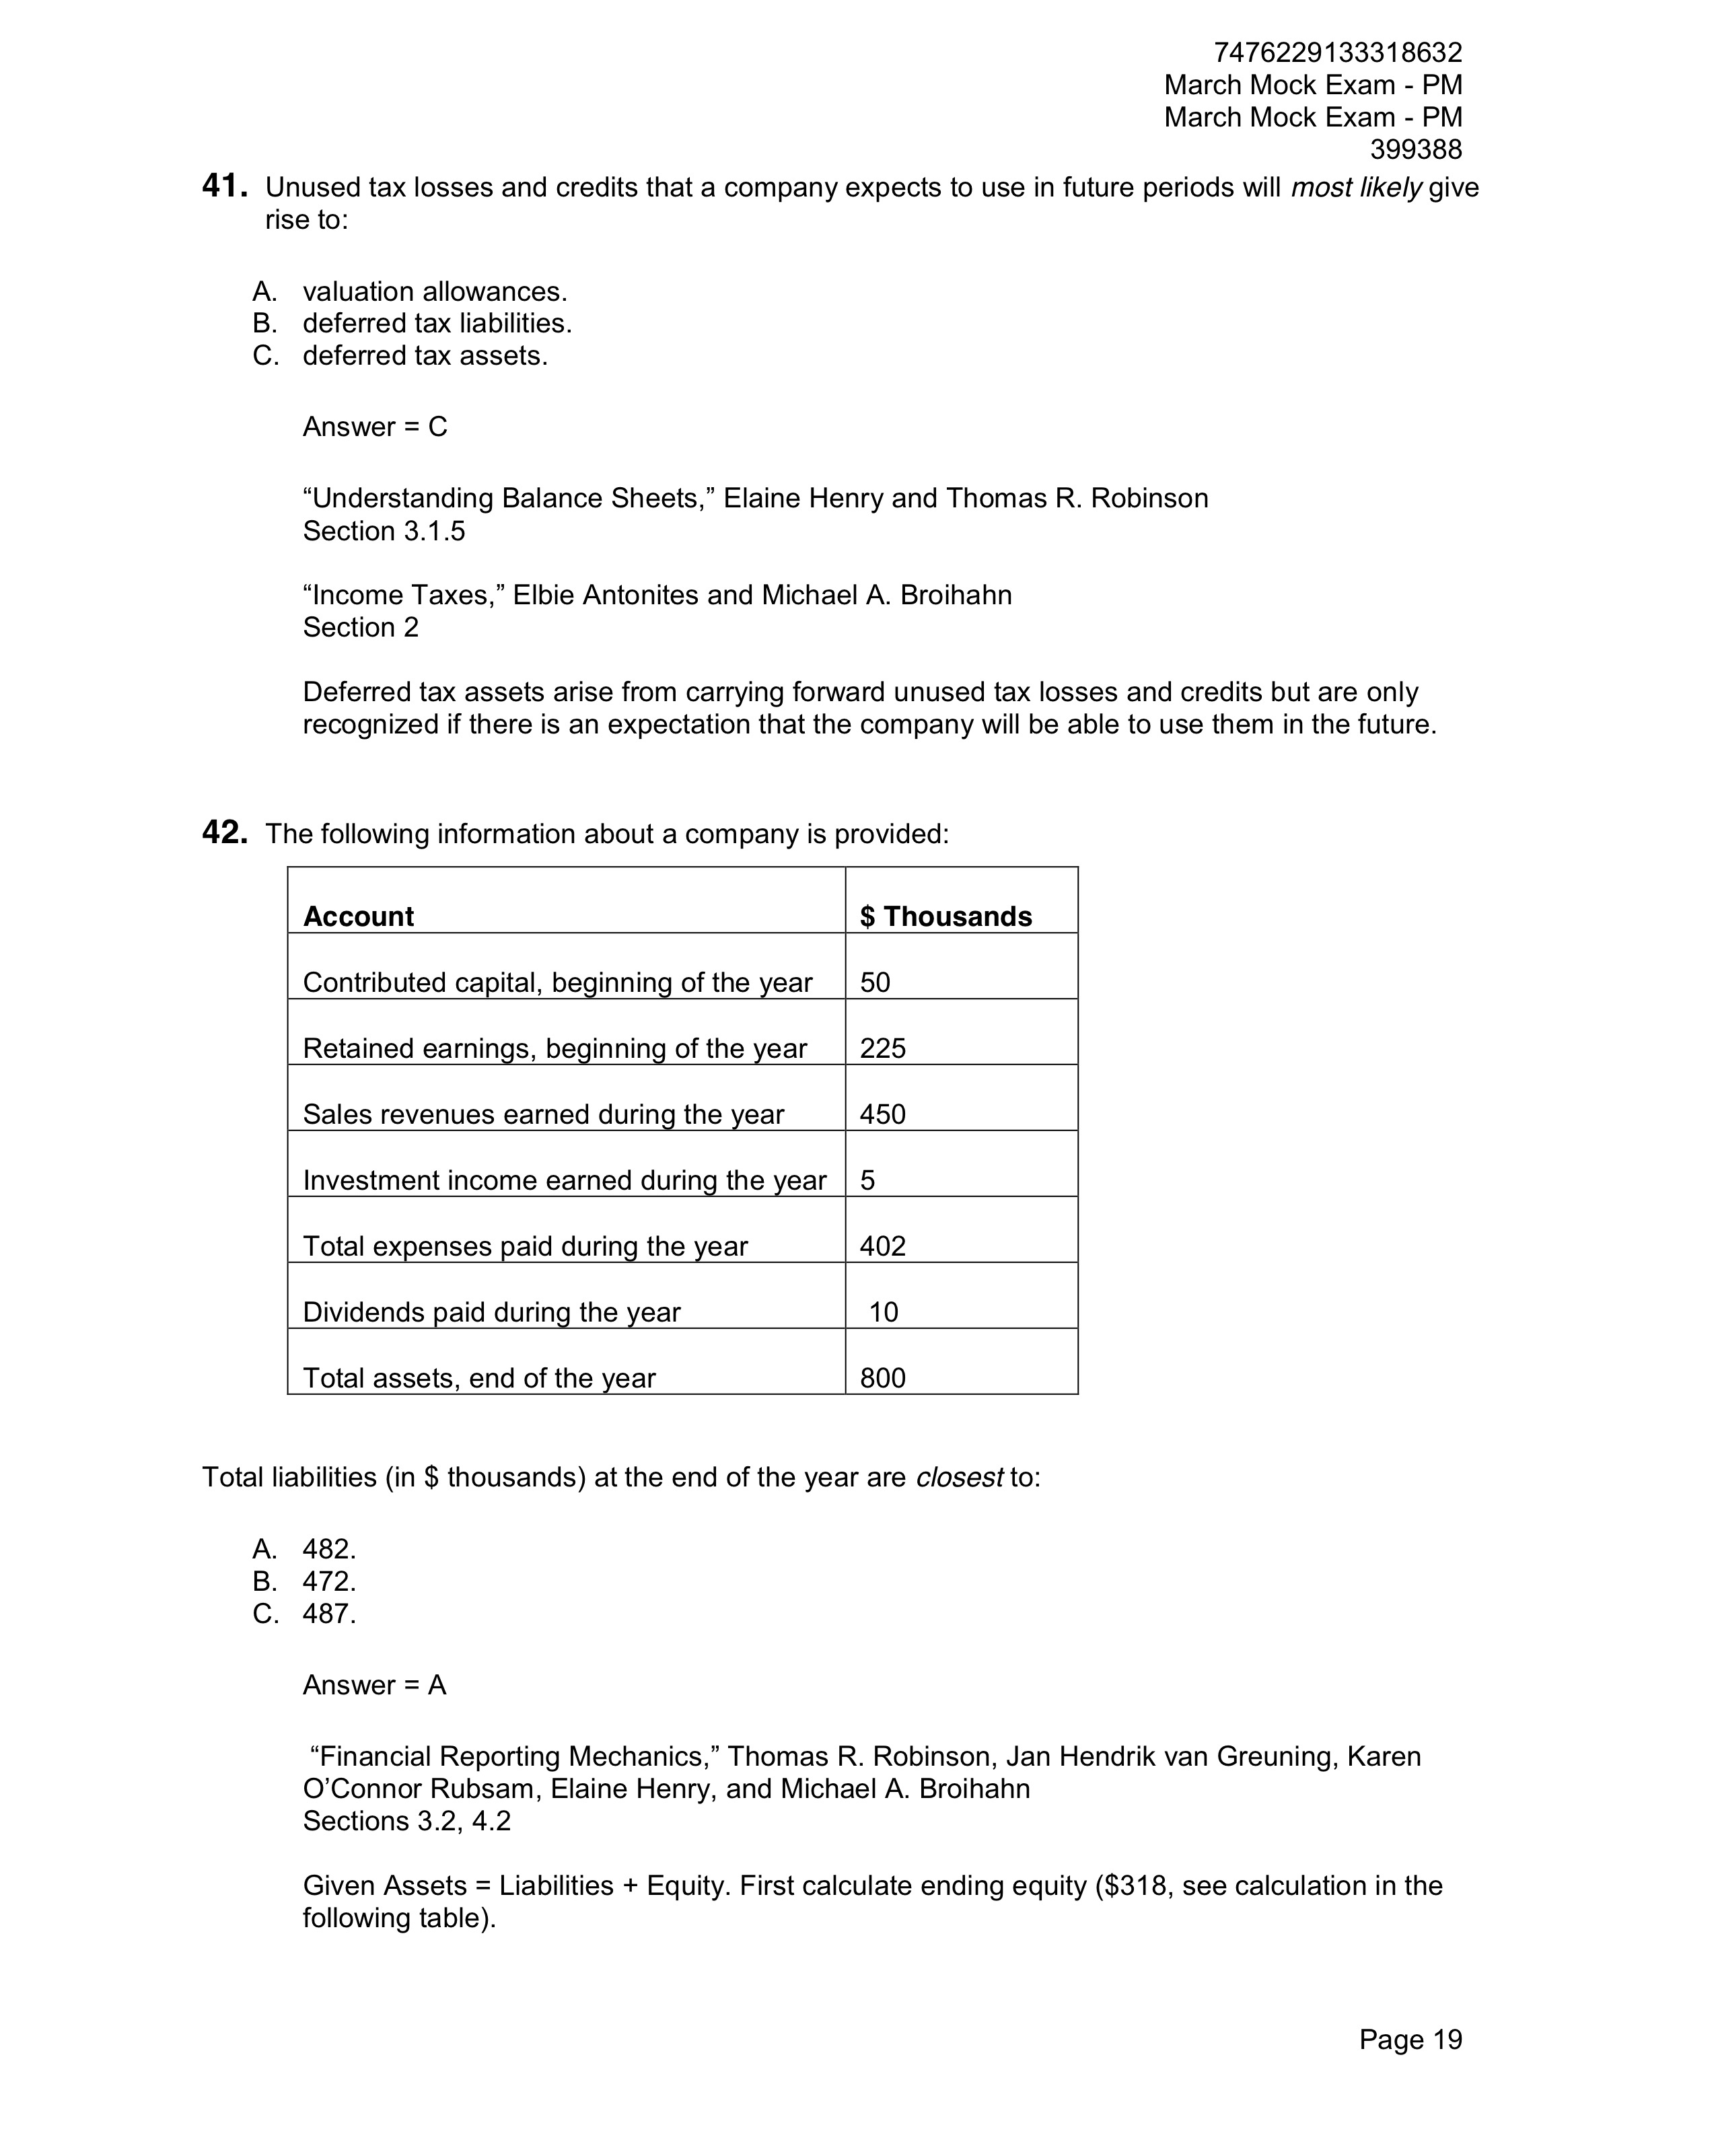 7476229133318632
March Mock Exam - PM
March Mock Exam - PM
399388
41. Unused tax losses and credits that a company expects to use in future periods will most likely give
rise to:
A. valuation allowances.
B. deferred tax liabilities.
C. deferred tax assets.
Answer = C
“Understanding Balance Sheets,” Elaine Henry and Thomas R. Robinson
Section 3.1.5
“Income Taxes,” Elbie Antonites and Michael A. Broihahn
Section 2
Deferred tax assets arise from carrying forward unused tax losses and credits but are only
recognized if there is an expectation that the company will be able to use them in the future.
42. The following information about a company is provided:
Account $ Thousands
Contributed capital, beginning of the year 50
Retained earnings, beginning of the year 225
Sales revenues earned during the year 450
Investment income earned during the year 5
Total expenses paid during the year 402
Dividends paid during the year 10
Total assets, end of the year 800
Total liabilities (in $ thousands) at the end of the year are closest to:
A. 482.
B. 472.
C. 487.
Answer = A
“Financial Reporting Mechanics,” Thomas R. Robinson, Jan Hendrik van Greuning, Karen
O’Connor Rubsam, Elaine Henry, and Michael A. Broihahn
Sections 3.2, 4.2
Given Assets = Liabilities + Equity. First calculate ending equity ($318, see calculation in the
following table).
Page 19